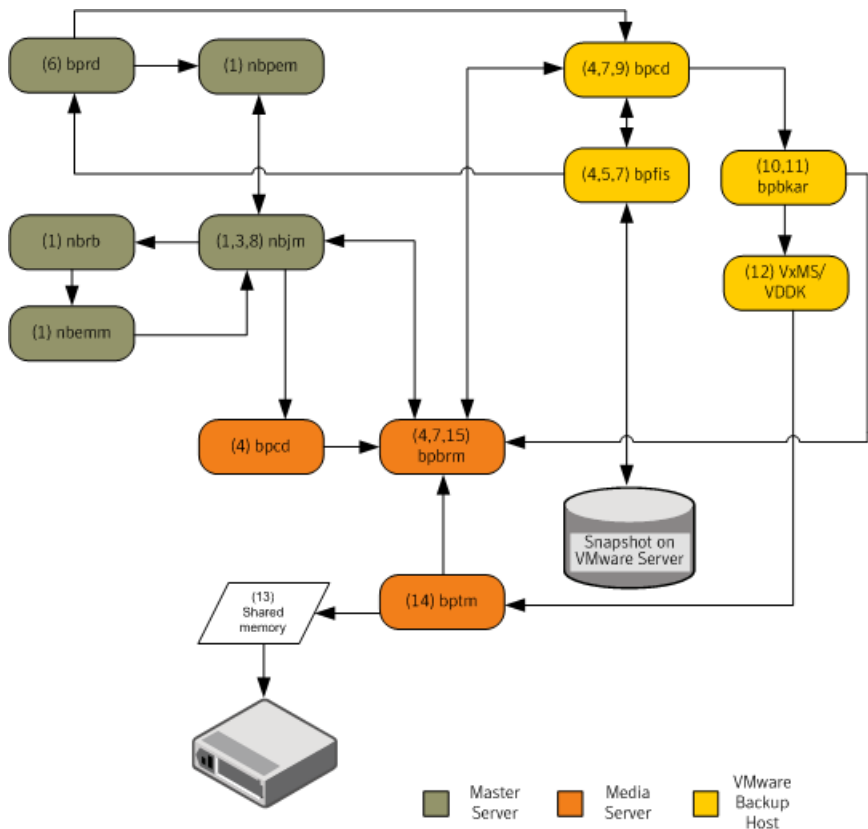 (6) bprd
(1) nbpem
(4,7,9) bpcd
(4,5,7) bpfis
(10,11)
bpbkar
(1) nbrb
(1,3,8) nbjm
(12) VxMS/
VDDK
(1) nbemm
(4) bpcd
(4,7,15)
bpbrm
Snapshot on
VMware Server
(13)
Shared
memory
(14) bptm
Master
Server
Media
Server
VMware
Backup
Host